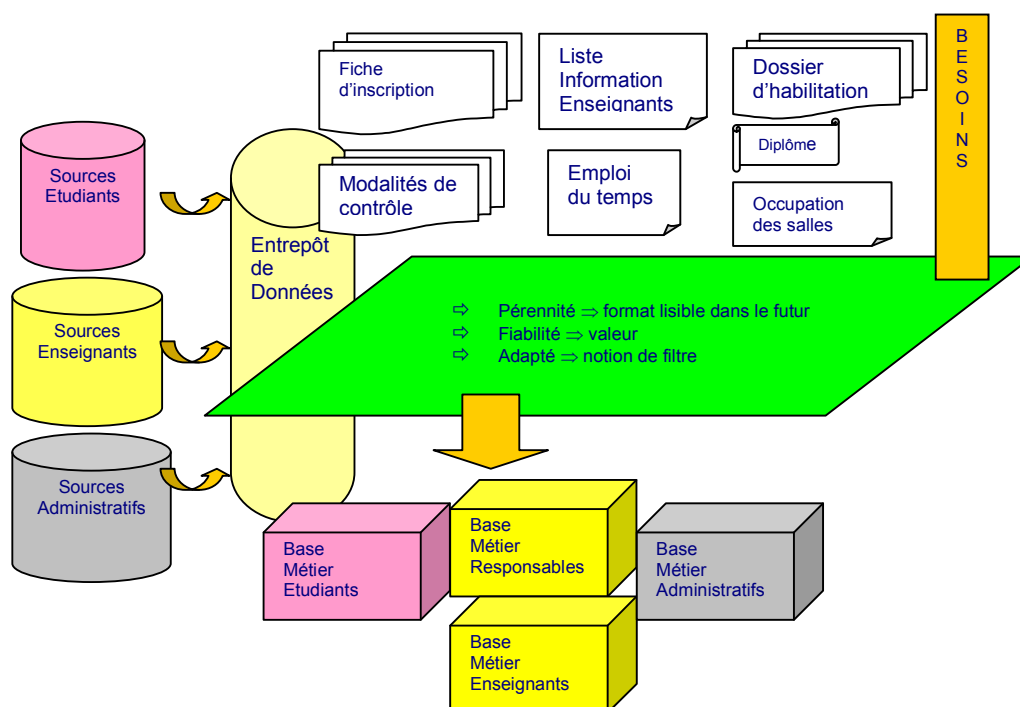 Fiche
d'inscription
Liste
Information
Enseignants
Dossier
d'habilitation
Diplôme
BESOINS
Modalités de
contrôle
Emploi
du temps
Occupation
des salles
Sources
Etudiants
Sources
Enseignants
Sources
Administratifs
Entrepôt
de
Données
⇨ Pérennité ⇒ format lisible dans le futur
⇨ Fiabilité ⇒ valeur
⇨ Adapté ⇒ notion de filtre
Base
Métier
Etudiants
Base
Métier
Responsables
Base
Métier
Administratifs
Base
Métier
Enseignants